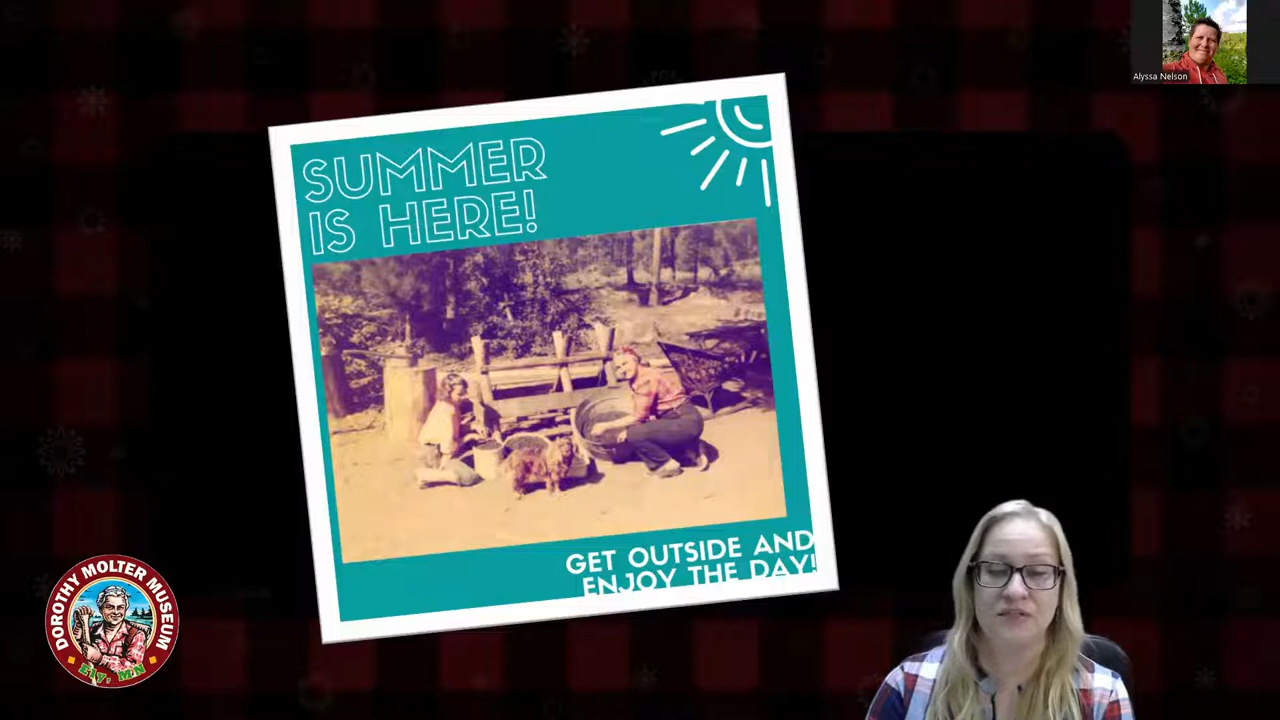 Alyssa Nelson
SUMMER
IS HERE!
GET OUTSIDE AND
ENJOY THE DAY!
DOROTHY MOLTER MUSEUM
Ely, MN